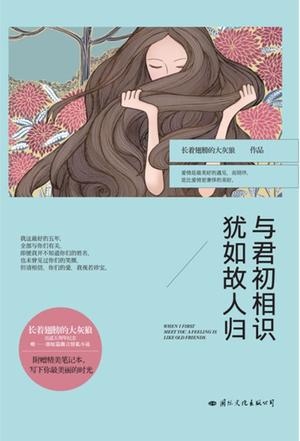 长着翅膀的大灰狼 作品
爱情是最美好的遇见,而陪伴,
是比爱情更奢侈的美好。
与君初相识
犹如故人归
我这最好的五年,
全部与你们有关,
即便我并不知道你们的姓名,
也未曾见过你们的笑颜,
但请相信,你们的爱,我视若珍宝。
长着翅膀的大灰狼
附赠精美笔记本,
写下你最美丽的时光
WHEN I FIRST
MEET YOU A FEELING IS
LIKE OLD FRIENDS.
国际文化出版公司